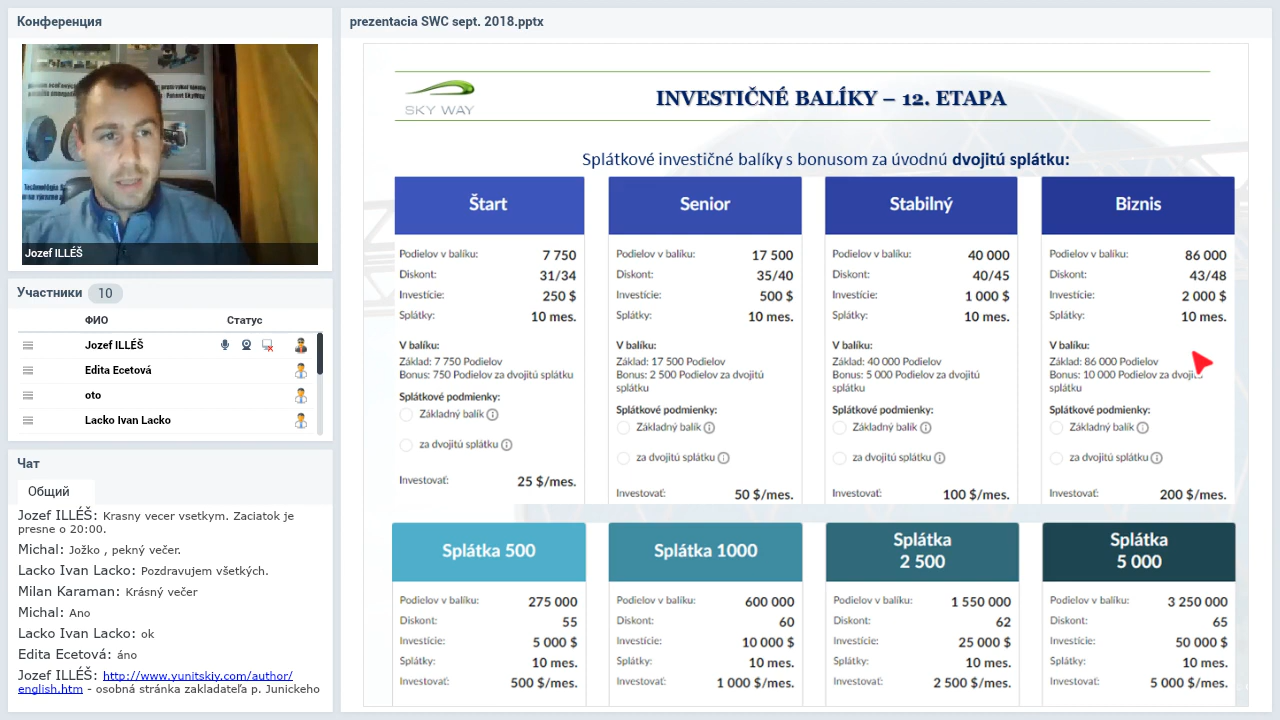 Конференция
Jozef ILLÉŠ
Участники 10
ФИО Статус
Jozef ILLÉŠ
Edita Ecetová
oto
Lacko Ivan Lacko
Чат
Общий
Jozef ILLÉŠ: Krasny vecer vsetkym. Zaciatok je
presne o 20:00.
Michal: Jožko , pekný večer.
Lacko Ivan Lacko: Pozdravujem všetkých.
Milan Karaman: Krásný večer
Michal: Ano
Lacko Ivan Lacko: ok
Edita Ecetová: áno
Jozef ILLÉŠ: http://www.yunitskiy.com/author/
english.htm - osobná stránka zakladateľa p. Junickeho
prezentacia SWC sept. 2018.pptx
SKY WAY
INVESTIČNÉ BALÍKY – 12. ETAPA
Splátkové investičné balíky s bonusom za úvodnú dvojitú splátku:
Štart
Podielov v balíku: 7 750
Diskont: 31/34
Investície: 250 $
Splátky: 10 mes.
V balíku:
Základ: 7 750 Podielov
Bonus: 750 Podielov za dvojitú splátku
Splátkové podmienky:
Základný balík
za dvojitú splátku
Investovať: 25 $/mes.
Senior
Podielov v balíku: 17 500
Diskont: 35/40
Investície: 500 $
Splátky: 10 mes.
V balíku:
Základ: 17 500 Podielov
Bonus: 2 500 Podielov za dvojitú
splátku
Splátkové podmienky:
Základný balík
za dvojitú splátku
Investovať: 50 $/mes.
Stabilný
Podielov v balíku: 40 000
Diskont: 40/45
Investície: 1 000 $
Splátky: 10 mes.
V balíku:
Základ: 40 000 Podielov
Bonus: 5 000 Podielov za dvojitú
splátku
Splátkové podmienky:
Základný balík
za dvojitú splátku
Investovať: 100 $/mes.
Biznis
Podielov v balíku: 86 000
Diskont: 43/48
Investície: 2 000 $
Splátky: 10 mes.
V balíku:
Základ: 86 000 Podielov
Bonus: 10 000 Podielov za dvojitú
splátku
Splátkové podmienky:
Základný balík
za dvojitú splátku
Investovať: 200 $/mes.
Splátka 500
Podielov v balíku: 275 000
Diskont: 55
Investície: 5 000 $
Splátky: 10 mes.
Investovať: 500 $/mes.
Splátka 1000
Podielov v balíku: 600 000
Diskont: 60
Investície: 10 000 $
Splátky: 10 mes.
Investovať: 1 000 $/mes.
Splátka
2 500
Podielov v balíku: 1 550 000
Diskont: 62
Investície: 25 000 $
Splátky: 10 mes.
Investovať: 2 500 $/mes.
Splátka
5 000
Podielov v balíku: 3 250 000
Diskont: 65
Investície: 50 000 $
Splátky: 10 mes.
Investovať: 5 000 $/mes.